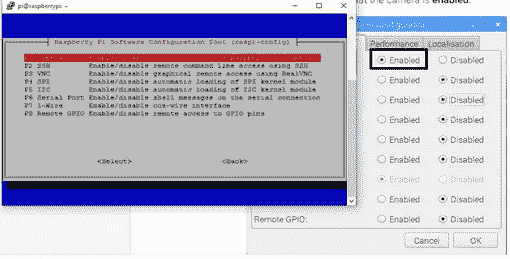 pi@raspberrypi: ~
at the camera is enabled.
Raspberry Pi Software Configuration Tool (raspi-config)
P2 SSH Enable/disable remote command line access using SSH
P3 VNC Enable/disable graphical remote access using RealVNC
P4 SPI Enable/disable automatic loading of SPI kernel module
P5 I2C Enable/disable automatic loading of I2C kernel module
P6 Serial Port Enable/disable shell messages on the serial connection
P7 1-Wire Enable/disable one-wire interface
P8 Remote GPIO Enable/disable remote access to GPIO pins
<Select> <Back>
Performance Localisation
Enabled Disabled
Enabled Disabled
Enabled Disabled
Enabled Disabled
Enabled Disabled
Enabled Disabled
Enabled Disabled
Enabled Disabled
Remote GPIO: Enabled Disabled
Cancel OK